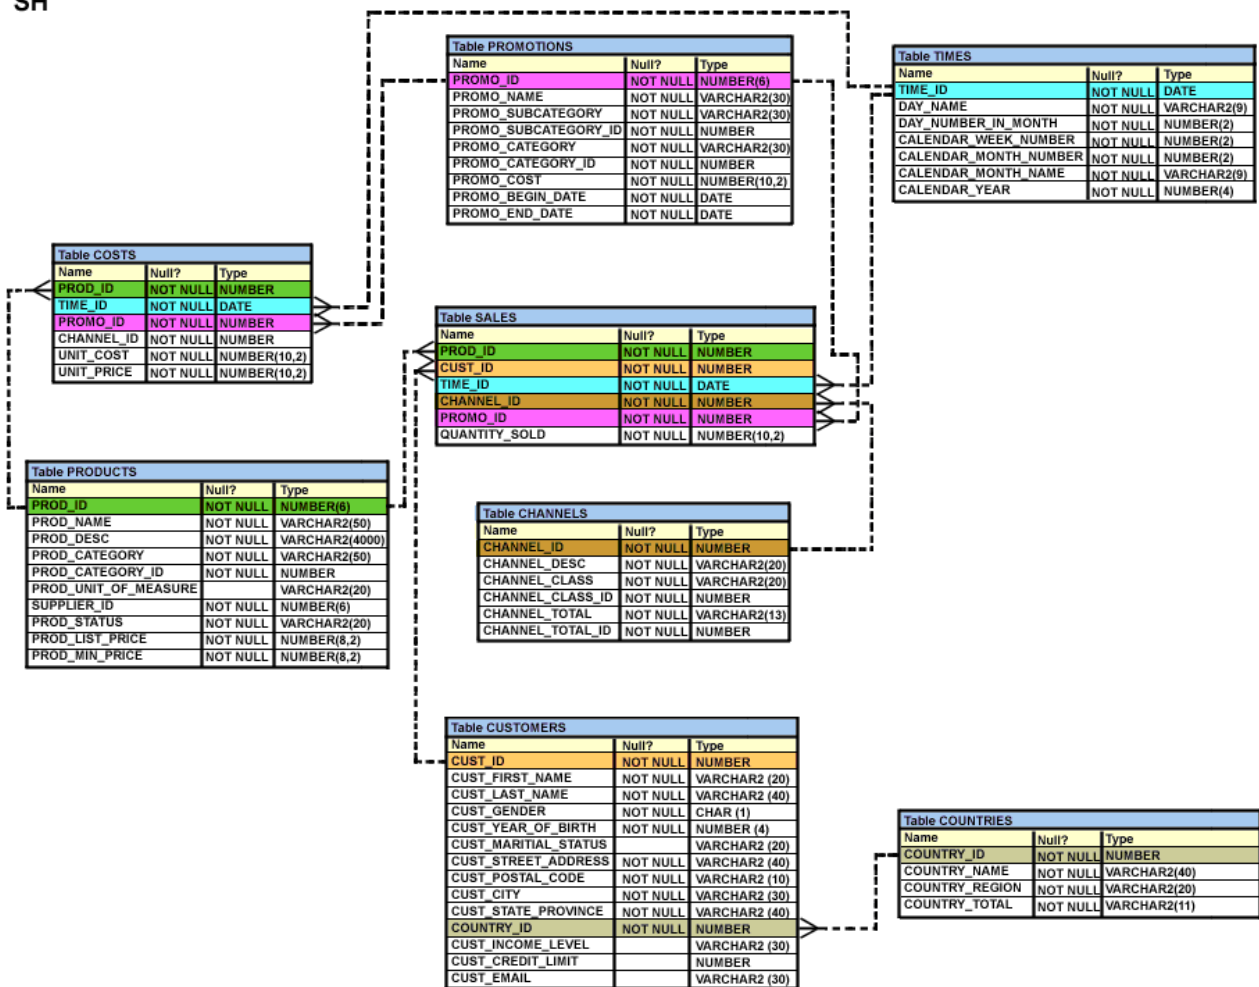 SH
Table PROMOTIONS
Name Null? Type
PROMO_ID NOT NULL NUMBER(6)
PROMO_NAME NOT NULL VARCHAR2(30)
PROMO_SUBCATEGORY NOT NULL VARCHAR2(30)
PROMO_SUBCATEGORY_ID NOT NULL NUMBER
PROMO_CATEGORY NOT NULL VARCHAR2(30)
PROMO_CATEGORY_ID NOT NULL NUMBER
PROMO_COST NOT NULL NUMBER(10,2)
PROMO_BEGIN_DATE NOT NULL DATE
PROMO_END_DATE NOT NULL DATE
Table TIMES
Name Null? Type
TIME_ID NOT NULL DATE
DAY_NAME NOT NULL VARCHAR2(9)
DAY_NUMBER_IN_MONTH NOT NULL NUMBER(2)
CALENDAR_WEEK_NUMBER NOT NULL NUMBER(2)
CALENDAR_MONTH_NUMBER NOT NULL NUMBER(2)
CALENDAR_MONTH_NAME NOT NULL VARCHAR2(9)
CALENDAR_YEAR NOT NULL NUMBER(4)
Table COSTS
Name Null? Type
PROD_ID NOT NULL NUMBER
TIME_ID NOT NULL DATE
PROMO_ID NOT NULL NUMBER
CHANNEL_ID NOT NULL NUMBER
UNIT_COST NOT NULL NUMBER(10,2)
UNIT_PRICE NOT NULL NUMBER(10,2)
Table SALES
Name Null? Type
PROD_ID NOT NULL NUMBER
CUST_ID NOT NULL NUMBER
TIME_ID NOT NULL DATE
CHANNEL_ID NOT NULL NUMBER
PROMO_ID NOT NULL NUMBER
QUANTITY_SOLD NOT NULL NUMBER(10,2)
Table PRODUCTS
Name Null? Type
PROD_ID NOT NULL NUMBER(6)
PROD_NAME NOT NULL VARCHAR2(50)
PROD_DESC NOT NULL VARCHAR2(4000)
PROD_CATEGORY NOT NULL VARCHAR2(50)
PROD_CATEGORY_ID NOT NULL NUMBER
PROD_UNIT_OF_MEASURE VARCHAR2(20)
SUPPLIER_ID NOT NULL NUMBER(6)
PROD_STATUS NOT NULL VARCHAR2(20)
PROD_LIST_PRICE NOT NULL NUMBER(8,2)
PROD_MIN_PRICE NOT NULL NUMBER(8,2)
Table CHANNELS
Name Null? Type
CHANNEL_ID NOT NULL NUMBER
CHANNEL_DESC NOT NULL VARCHAR2(20)
CHANNEL_CLASS NOT NULL VARCHAR2(20)
CHANNEL_CLASS_ID NOT NULL NUMBER
CHANNEL_TOTAL NOT NULL VARCHAR2(13)
CHANNEL_TOTAL_ID NOT NULL NUMBER
Table CUSTOMERS
Name Null? Type
CUST_ID NOT NULL NUMBER
CUST_FIRST_NAME NOT NULL VARCHAR2 (20)
CUST_LAST_NAME NOT NULL VARCHAR2 (40)
CUST_GENDER NOT NULL CHAR (1)
CUST_YEAR_OF_BIRTH NOT NULL NUMBER (4)
CUST_MARITIAL_STATUS VARCHAR2 (20)
CUST_STREET_ADDRESS NOT NULL VARCHAR2 (40)
CUST_POSTAL_CODE NOT NULL VARCHAR2 (10)
CUST_CITY NOT NULL VARCHAR2 (30)
CUST_STATE_PROVINCE NOT NULL VARCHAR2 (40)
COUNTRY_ID NOT NULL NUMBER
CUST_INCOME_LEVEL VARCHAR2 (30)
CUST_CREDIT_LIMIT NUMBER
CUST_EMAIL VARCHAR2 (30)
Table COUNTRIES
Name Null? Type
COUNTRY_ID NOT NULL NUMBER
COUNTRY_NAME NOT NULL VARCHAR2(40)
COUNTRY_REGION NOT NULL VARCHAR2(20)
COUNTRY_TOTAL NOT NULL VARCHAR2(11)